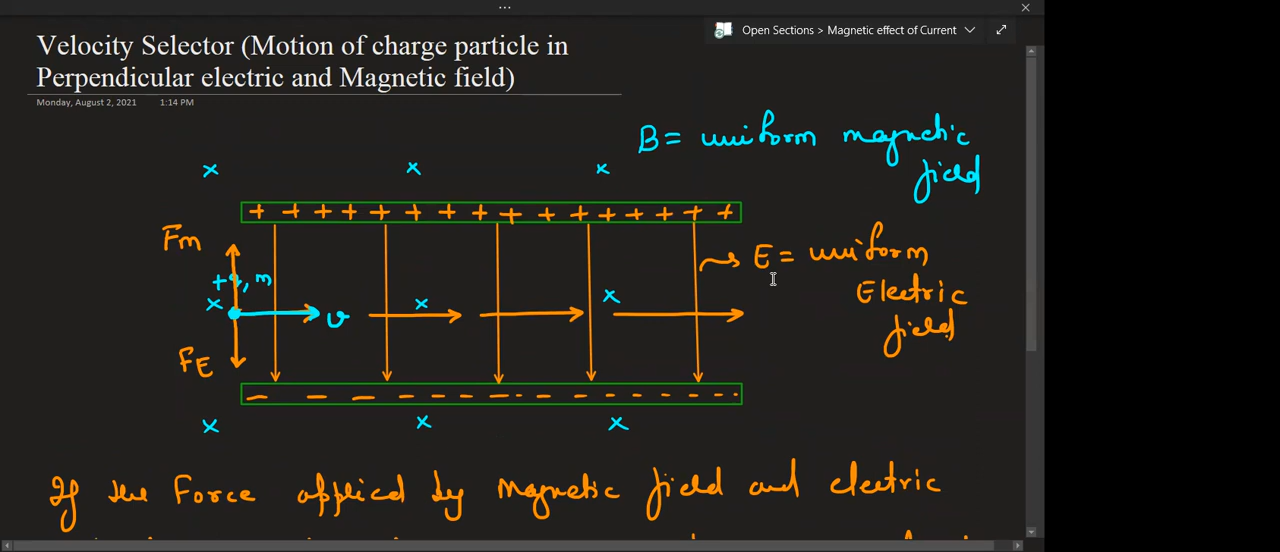 Open Sections > Magnetic effect of Current
Velocity Selector (Motion of charge particle in
Perpendicular electric and Magnetic field)
Monday, August 2, 2021 1:14 PM
B = uniform magnetic
field
x x x
+ + + + + + + + + + + + + + +
Fm
E = uniform
Electric
field
+q, m
x x x
v
FE
x x x
If the Force applied by Magnetic field and electric